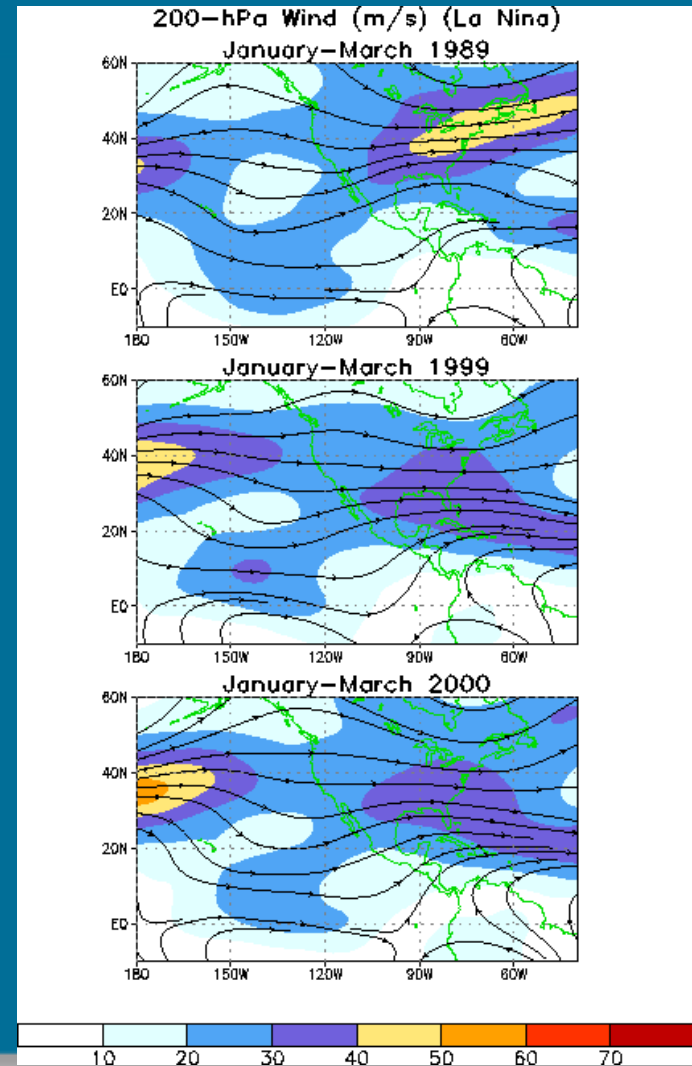 200-hPa Wind (m/s) (La Nina)
January-March 1989
60N
40N
20N
EQ
180 150W 120W 90W 60W
January-March 1999
60N
40N
20N
EQ
180 150W 120W 90W 60W
January-March 2000
60N
40N
20N
EQ
180 150W 120W 90W 60W
10 20 30 40 50 60 70